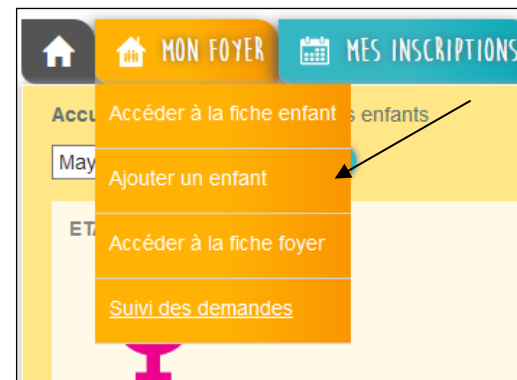 MON FOYER MES INSCRIPTIONS
Accu s enfants
Accéder à la fiche enfant
May
Ajouter un enfant
ETA
Accéder à la fiche foyer
Suivi des demandes